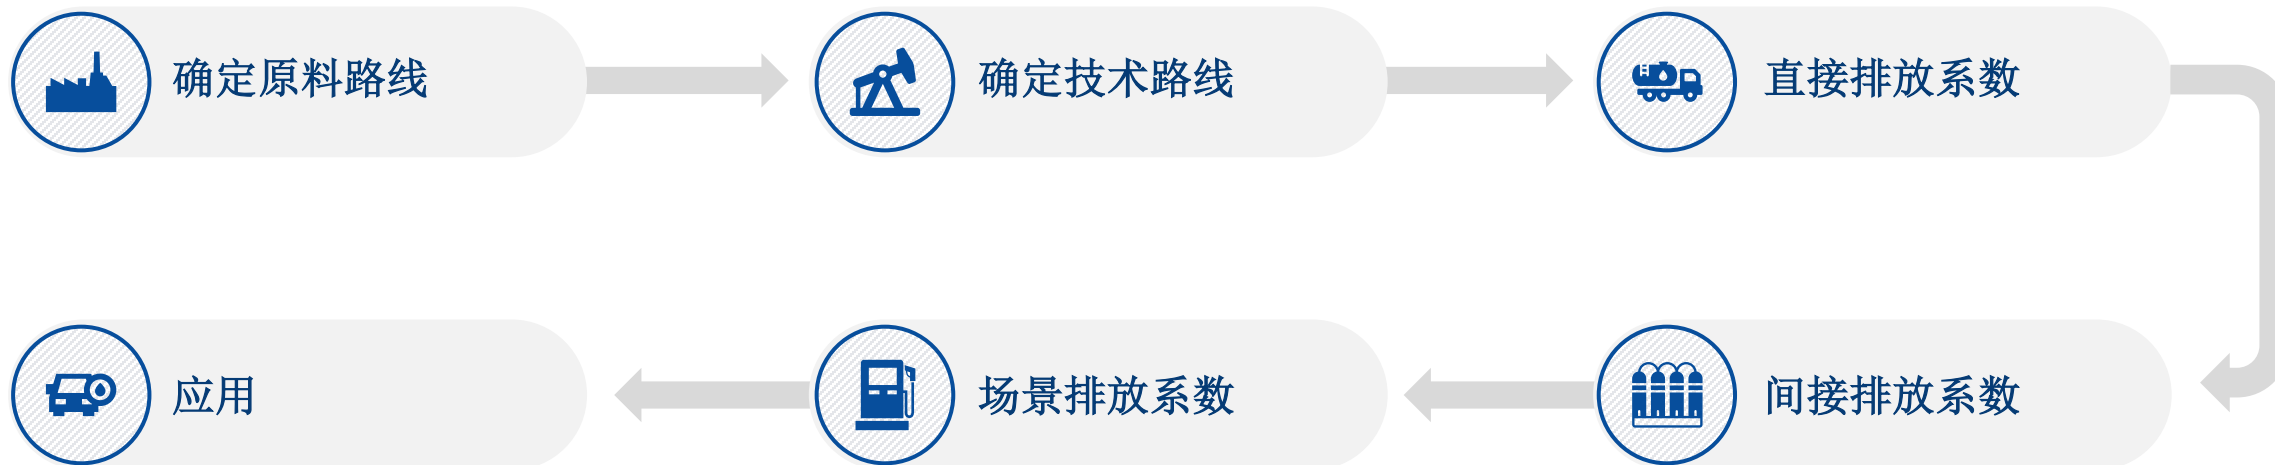 确定原料路线
确定技术路线
直接排放系数
间接排放系数
场景排放系数
应用